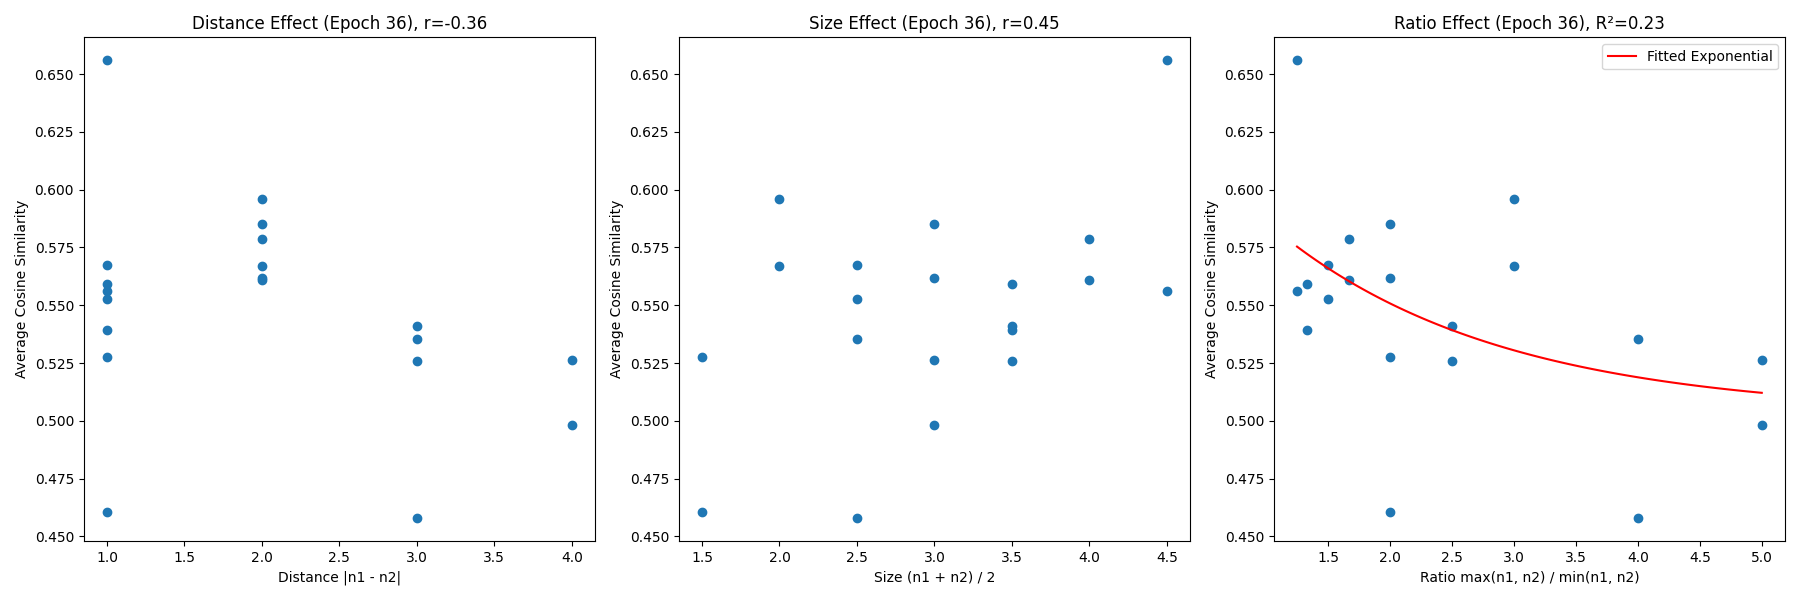 Distance Effect (Epoch 36), r=-0.36
Average Cosine Similarity
0.650
0.625
0.600
0.575
0.550
0.525
0.500
0.475
0.450
1.0 1.5 2.0 2.5 3.0 3.5 4.0
Distance |n1 - n2|
Size Effect (Epoch 36), r=0.45
Average Cosine Similarity
0.650
0.625
0.600
0.575
0.550
0.525
0.500
0.475
0.450
1.5 2.0 2.5 3.0 3.5 4.0 4.5
Size (n1 + n2) / 2
Ratio Effect (Epoch 36), R²=0.23
Fitted Exponential
Average Cosine Similarity
0.650
0.625
0.600
0.575
0.550
0.525
0.500
0.475
0.450
1.5 2.0 2.5 3.0 3.5 4.0 4.5 5.0
Ratio max(n1, n2) / min(n1, n2)